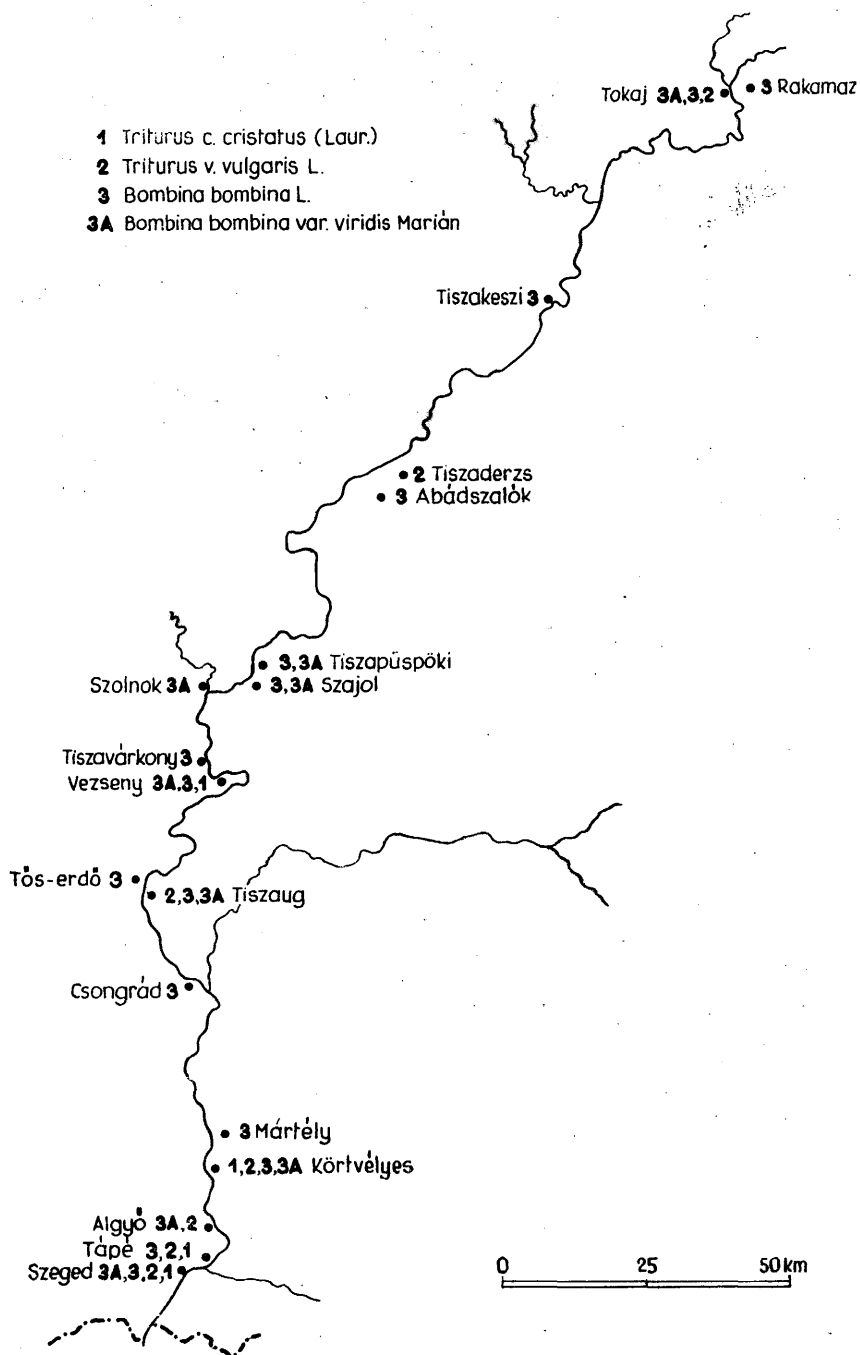 Tokaj 3A,3,2
3 Rakamaz
1 Triturus c. cristatus (Laur.)
2 Triturus v. vulgaris L.
3 Bombina bombina L.
3A Bombina bombina var. viridis Marián
Tiszakeszi 3
2 Tiszaderzs
3 Abádszalók
3,3A Tiszapüspöki
Szolnok 3A
3,3A Szajol
Tiszavárkony 3
Vezseny 3A,3,1
Tős-erdő 3
2,3,3A Tiszaug
Csongrád 3
3 Mártély
1,2,3,3A Körtvélyes
Algyő 3A,2
Tápé 3,2,1
Szeged 3A,3,2,1
0 25 50 km